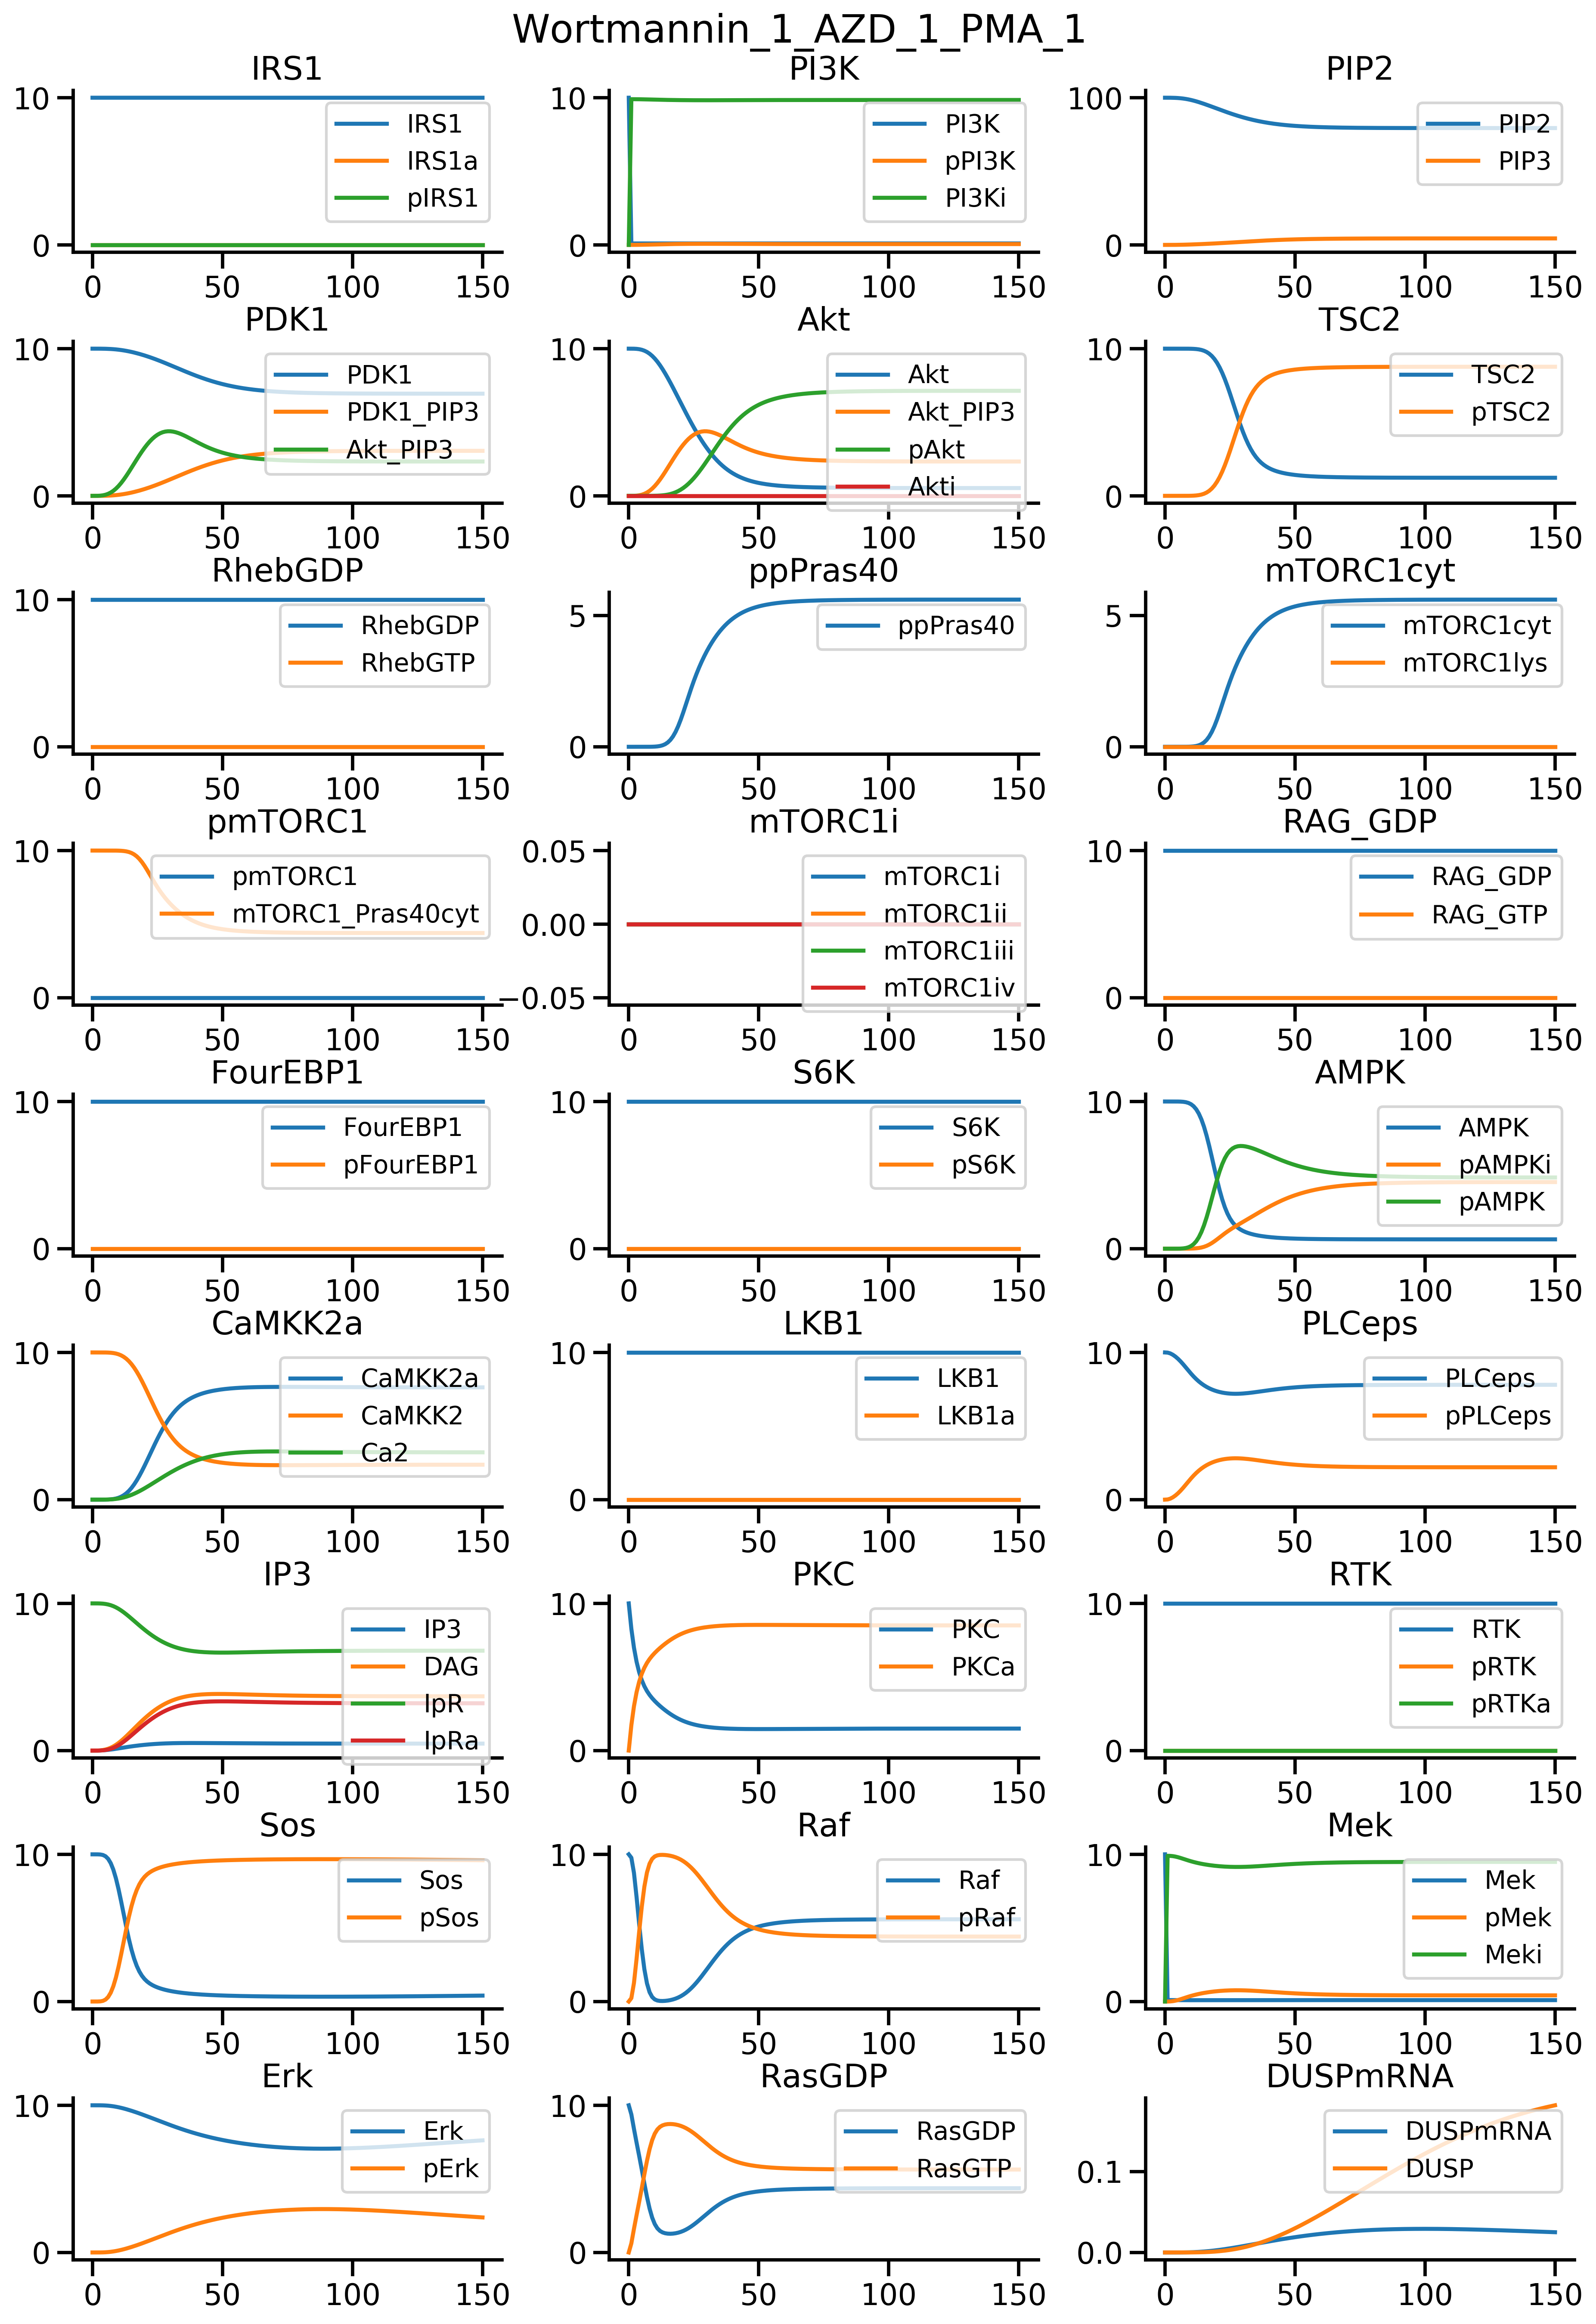 Wortmannin_1_AZD_1_PMA_1
IRS1 PI3K PIP2
10 10 100
IRS1 PI3K PIP2
IRS1a pPI3K PIP3
pIRS1 PI3Ki
0 0 0
0 50 100 150 0 50 100 150 0 50 100 150
PDK1 Akt TSC2
10 10 10
PDK1 Akt TSC2
PDK1_PIP3 Akt_PIP3 pTSC2
Akt_PIP3 pAkt
Akti
0 0 0
0 50 100 150 0 50 100 150 0 50 100 150
RhebGDP ppPras40 mTORC1cyt
10 5 5
RhebGDP ppPras40 mTORC1cyt
RhebGTP mTORC1lys
0 0 0
0 50 100 150 0 50 100 150 0 50 100 150
pmTORC1 mTORC1i RAG_GDP
10 0.05 10
pmTORC1 mTORC1i RAG_GDP
mTORC1_Pras40cyt mTORC1ii RAG_GTP
0.00
mTORC1iii
mTORC1iv
0 −0.05 0
0 50 100 150 0 50 100 150 0 50 100 150
FourEBP1 S6K AMPK
10 10 10
FourEBP1 S6K AMPK
pFourEBP1 pS6K pAMPKi
pAMPK
0 0 0
0 50 100 150 0 50 100 150 0 50 100 150
CaMKK2a LKB1 PLCeps
10 10 10
CaMKK2a LKB1 PLCeps
CaMKK2 LKB1a pPLCeps
Ca2
0 0 0
0 50 100 150 0 50 100 150 0 50 100 150
IP3 PKC RTK
10 10 10
IP3 PKC RTK
DAG PKCa pRTK
IpR pRTKa
IpRa
0 0 0
0 50 100 150 0 50 100 150 0 50 100 150
Sos Raf Mek
10 10 10
Sos Raf Mek
pSos pRaf pMek
Meki
0 0 0
0 50 100 150 0 50 100 150 0 50 100 150
Erk RasGDP DUSPmRNA
10 10
Erk RasGDP DUSPmRNA
pErk RasGTP DUSP
0.1
0 0 0.0
0 50 100 150 0 50 100 150 0 50 100 150